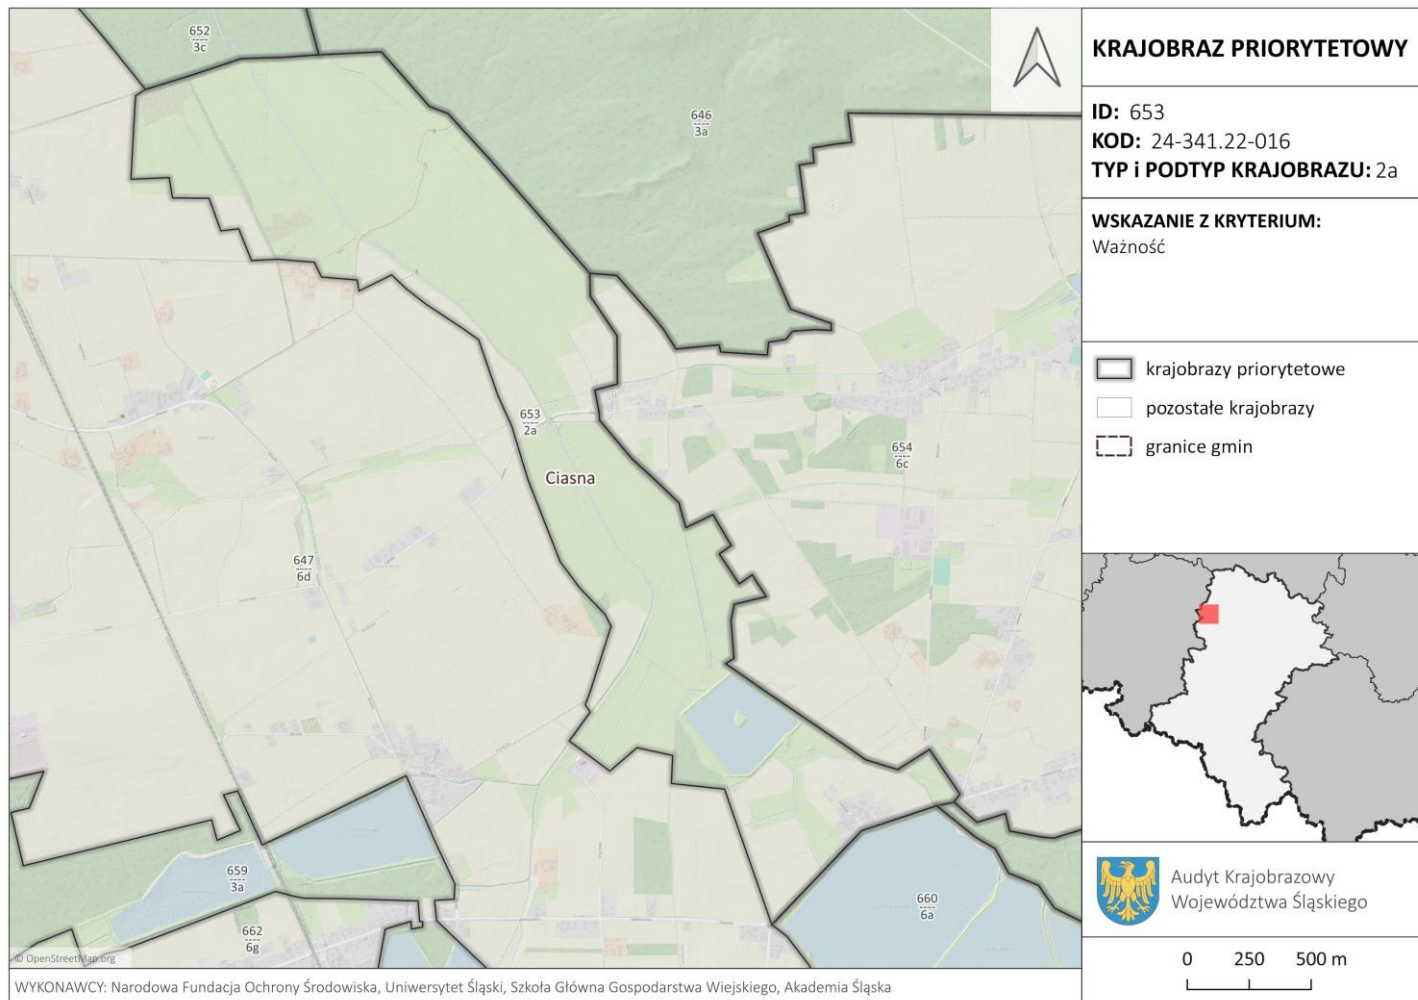 652
3c
646
3a
653
2a
Ciasna
654
6c
647
6d
659
3a
662
6g
660
6a
© OpenStreetMap.org
WYKONAWCY: Narodowa Fundacja Ochrony Środowiska, Uniwersytet Śląski, Szkoła Główna Gospodarstwa Wiejskiego, Akademia Śląska
KRAJOBRAZ PRIORYTETOWY
ID: 653
KOD: 24-341.22-016
TYP i PODTYP KRAJOBRAZU: 2a
WSKAZANIE Z KRYTERIUM:
Ważność
krajobrazy priorytetowe
pozostałe krajobrazy
granice gmin
Audyt Krajobrazowy
Województwa Śląskiego
0 250 500 m